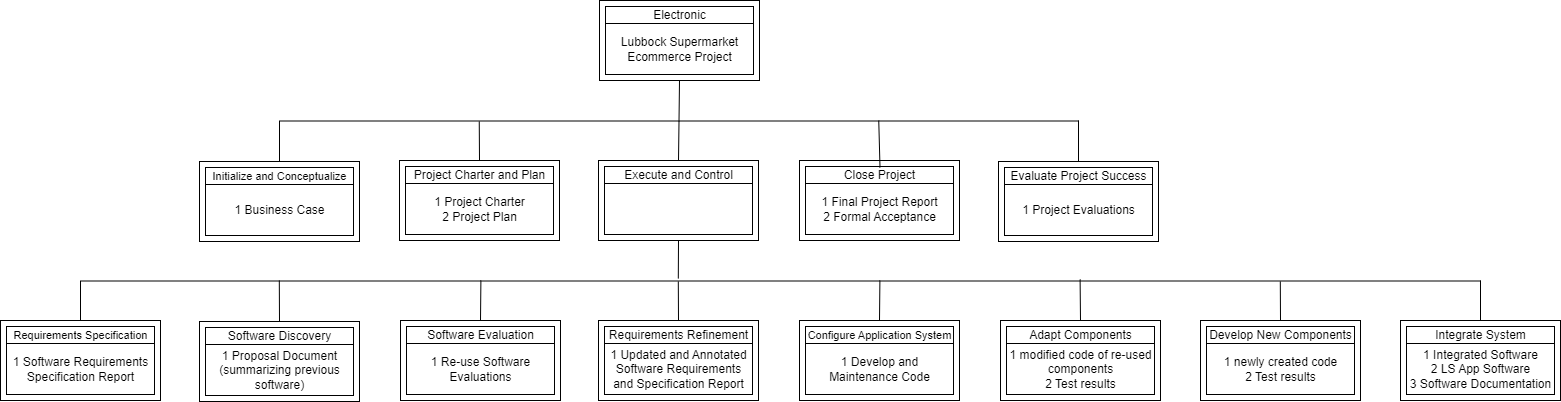 Electronic
Lubbock Supermarket
Ecommerce Project
Initialize and Conceptualize
1 Business Case
Project Charter and Plan
1 Project Charter
2 Project Plan
Execute and Control
Close Project
1 Final Project Report
2 Formal Acceptance
Evaluate Project Success
1 Project Evaluations
Requirements Specification
1 Software Requirements
Specification Report
Software Discovery
1 Proposal Document
(summarizing previous
software)
Software Evaluation
1 Re-use Software
Evaluations
Requirements Refinement
1 Updated and Annotated
Software Requirements
and Specification Report
Configure Application System
1 Develop and
Maintenance Code
Adapt Components
1 modified code of re-used
components
2 Test results
Develop New Components
1 newly created code
2 Test results
Integrate System
1 Integrated Software
2 LS App Software
3 Software Documentation